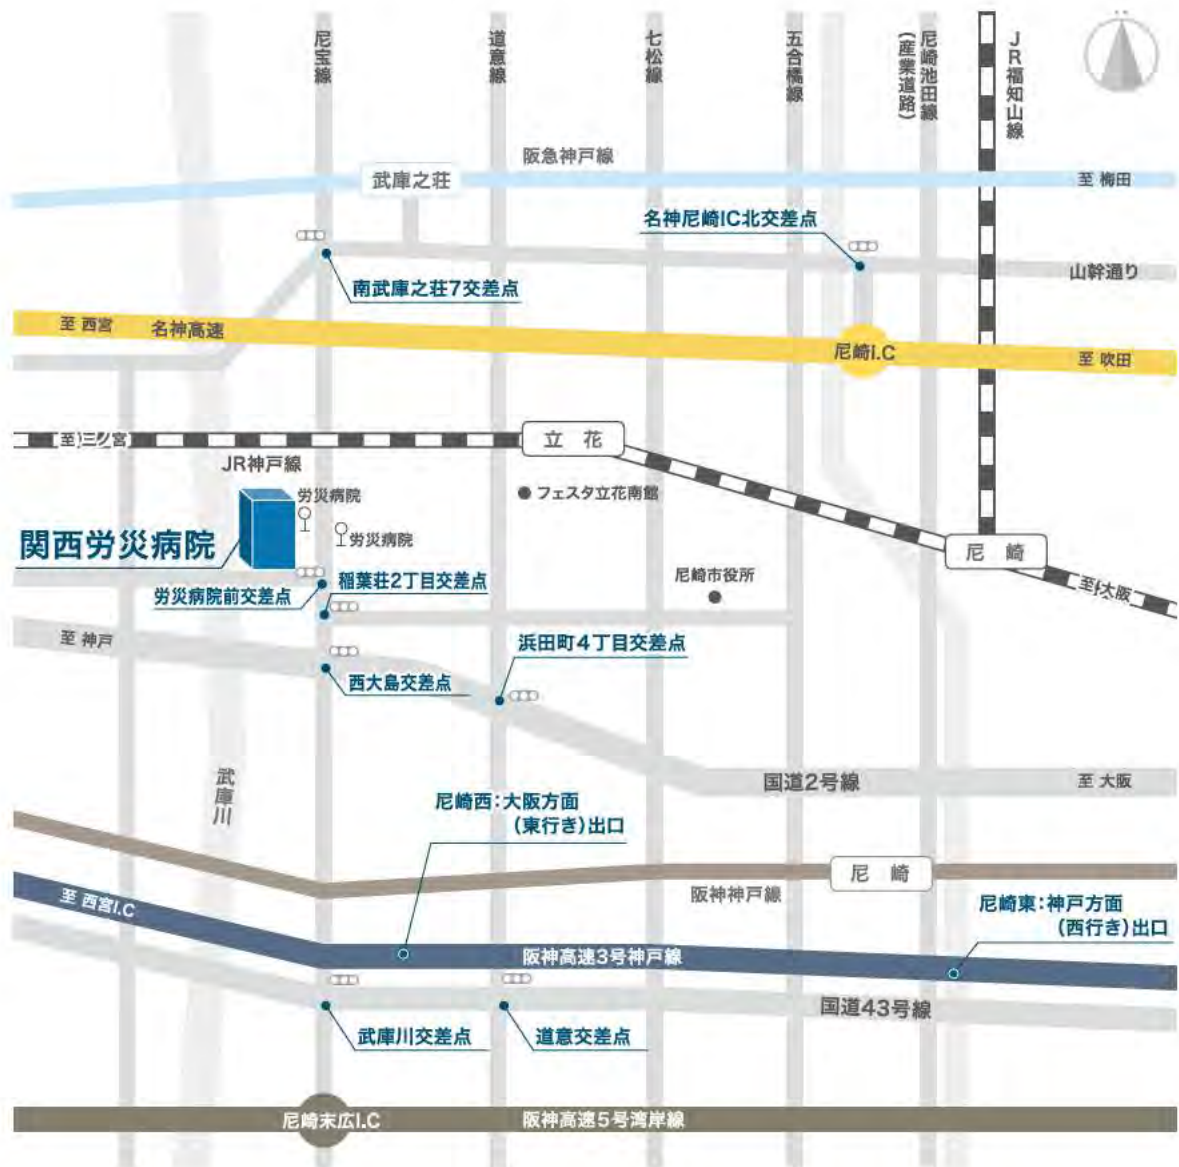 尼宝線
道意線
七松線
五合橋線
尼崎池田線
(産業道路)
JR福知山線
阪急神戸線
武庫之荘
至 梅田
名神尼崎IC北交差点
山幹通り
南武庫之荘7交差点
至 西宮
名神高速
尼崎I.C
至 吹田
至 三ノ宮
立 花
JR神戸線
労災病院
フェスタ立花南館
関西労災病院
労災病院
尼 崎
労災病院前交差点
稲葉荘2丁目交差点
尼崎市役所
至 大阪
至 神戸
浜田町4丁目交差点
西大島交差点
武庫川
国道2号線
至 大阪
尼崎西:大阪方面
(東行き)出口
尼 崎
阪神神戸線
至 西宮I.C
尼崎東:神戸方面
(西行き)出口
阪神高速3号神戸線
国道43号線
武庫川交差点
道意交差点
尼崎末広I.C
阪神高速5号湾岸線